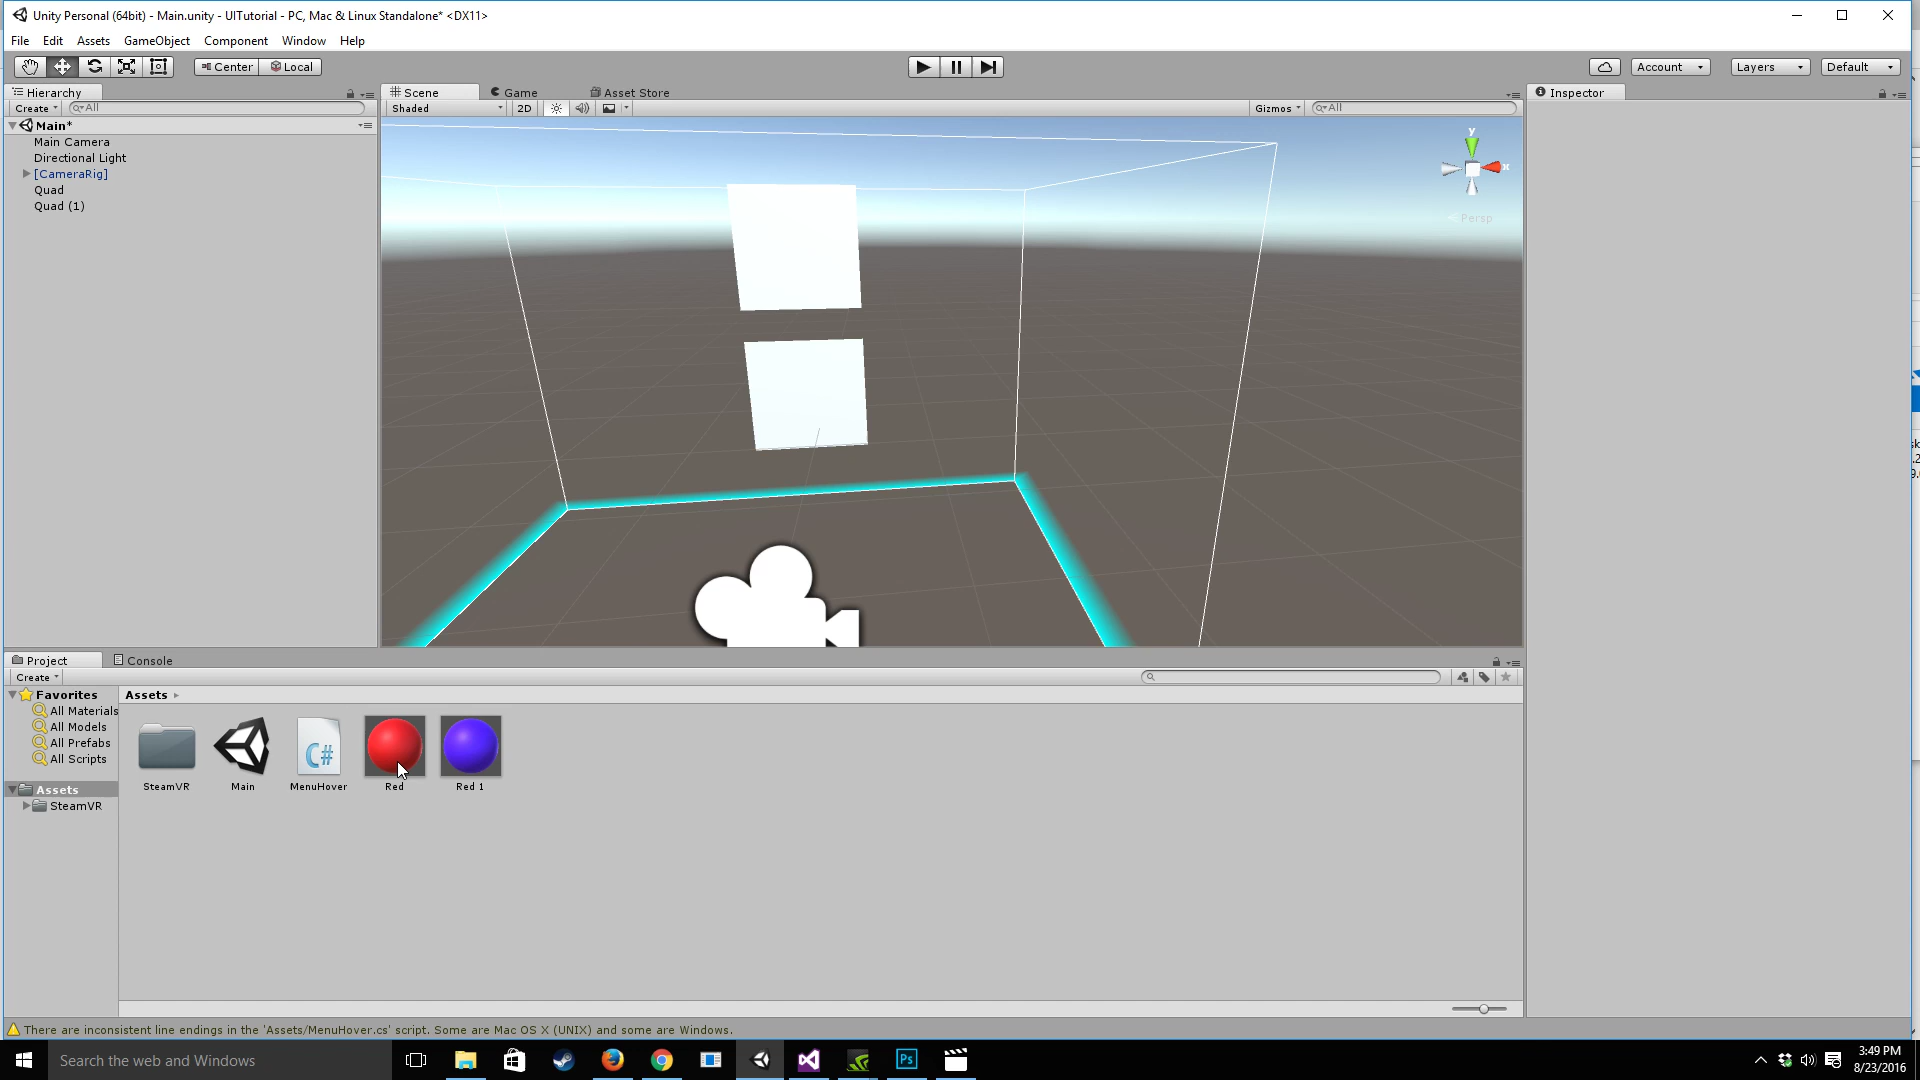 Unity Personal (64bit) - Main.unity - UITutorial - PC, Mac & Linux Standalone* <DX11>
File Edit Assets GameObject Component Window Help
Center Local Account Layers Default
Hierarchy Scene Game Asset Store Inspector
Create All Shaded 2D Gizmos All
Main*
Main Camera
Directional Light
[CameraRig]
Quad
Quad (1)
y
x
Persp
Project Console
Create
Favorites
All Materials
All Models
All Prefabs
All Scripts
Assets
SteamVR
Assets
C#
SteamVR Main MenuHover Red Red 1
There are inconsistent line endings in the 'Assets/MenuHover.cs' script. Some are Mac OS X (UNIX) and some are Windows.
Search the web and Windows
Ps
3:49 PM
8/23/2016